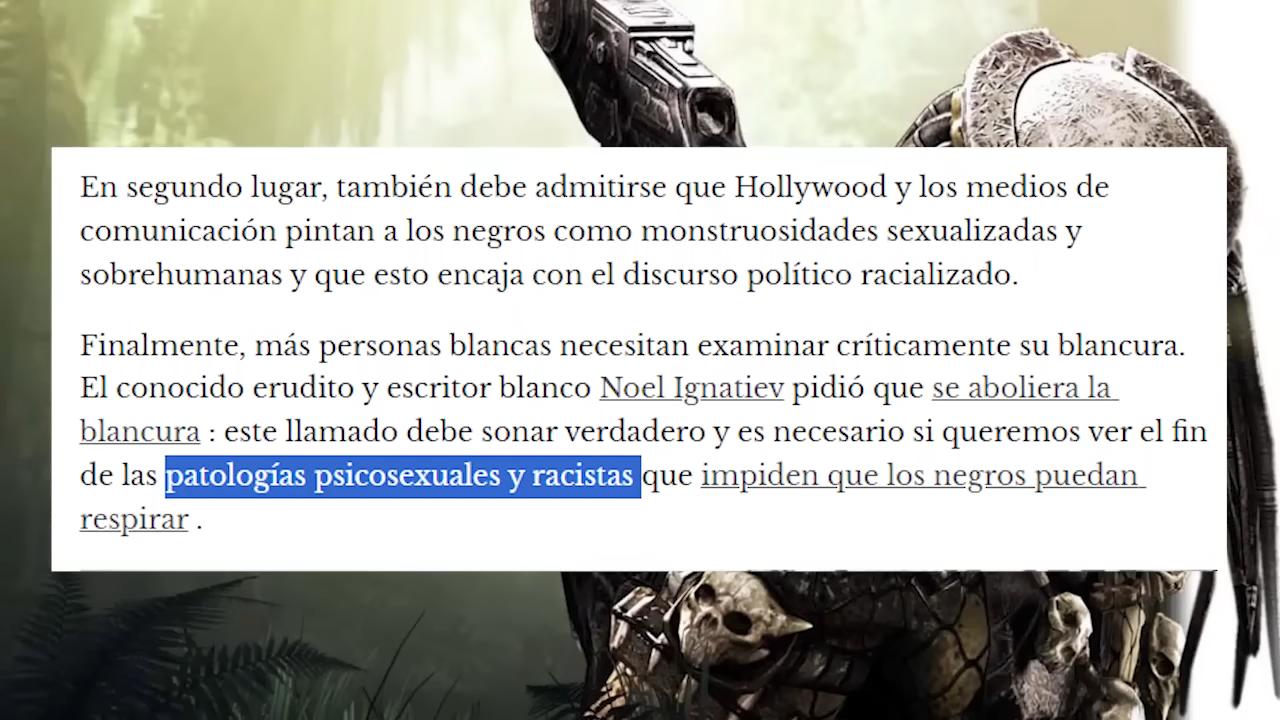 En segundo lugar, también debe admitirse que Hollywood y los medios de
comunicación pintan a los negros como monstruosidades sexualizadas y
sobrehumanas y que esto encaja con el discurso político racializado.
Finalmente, más personas blancas necesitan examinar críticamente su blancura.
El conocido erudito y escritor blanco Noel Ignatiev pidió que se aboliera la
blancura : este llamado debe sonar verdadero y es necesario si queremos ver el fin
de las patologías psicosexuales y racistas que impiden que los negros puedan
respirar .